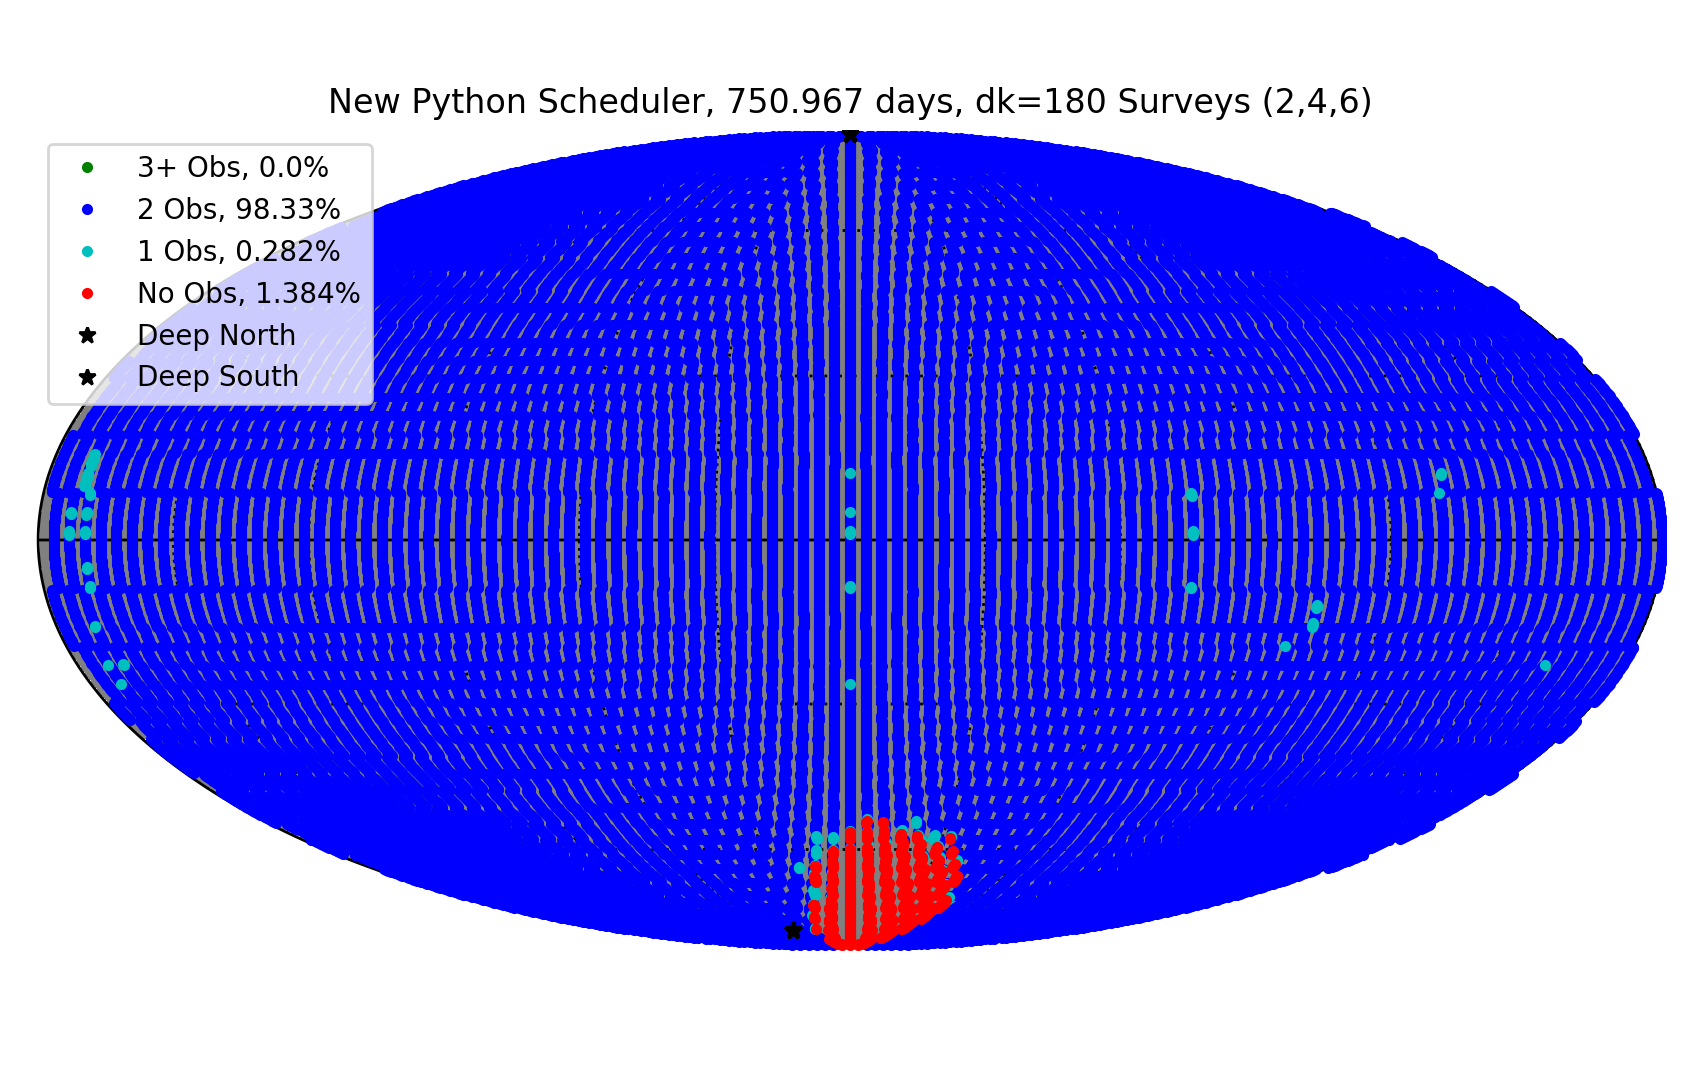 New Python Scheduler, 750.967 days, dk=180 Surveys (2,4,6)
3+ Obs, 0.0%
2 Obs, 98.33%
1 Obs, 0.282%
No Obs, 1.384%
Deep North
Deep South